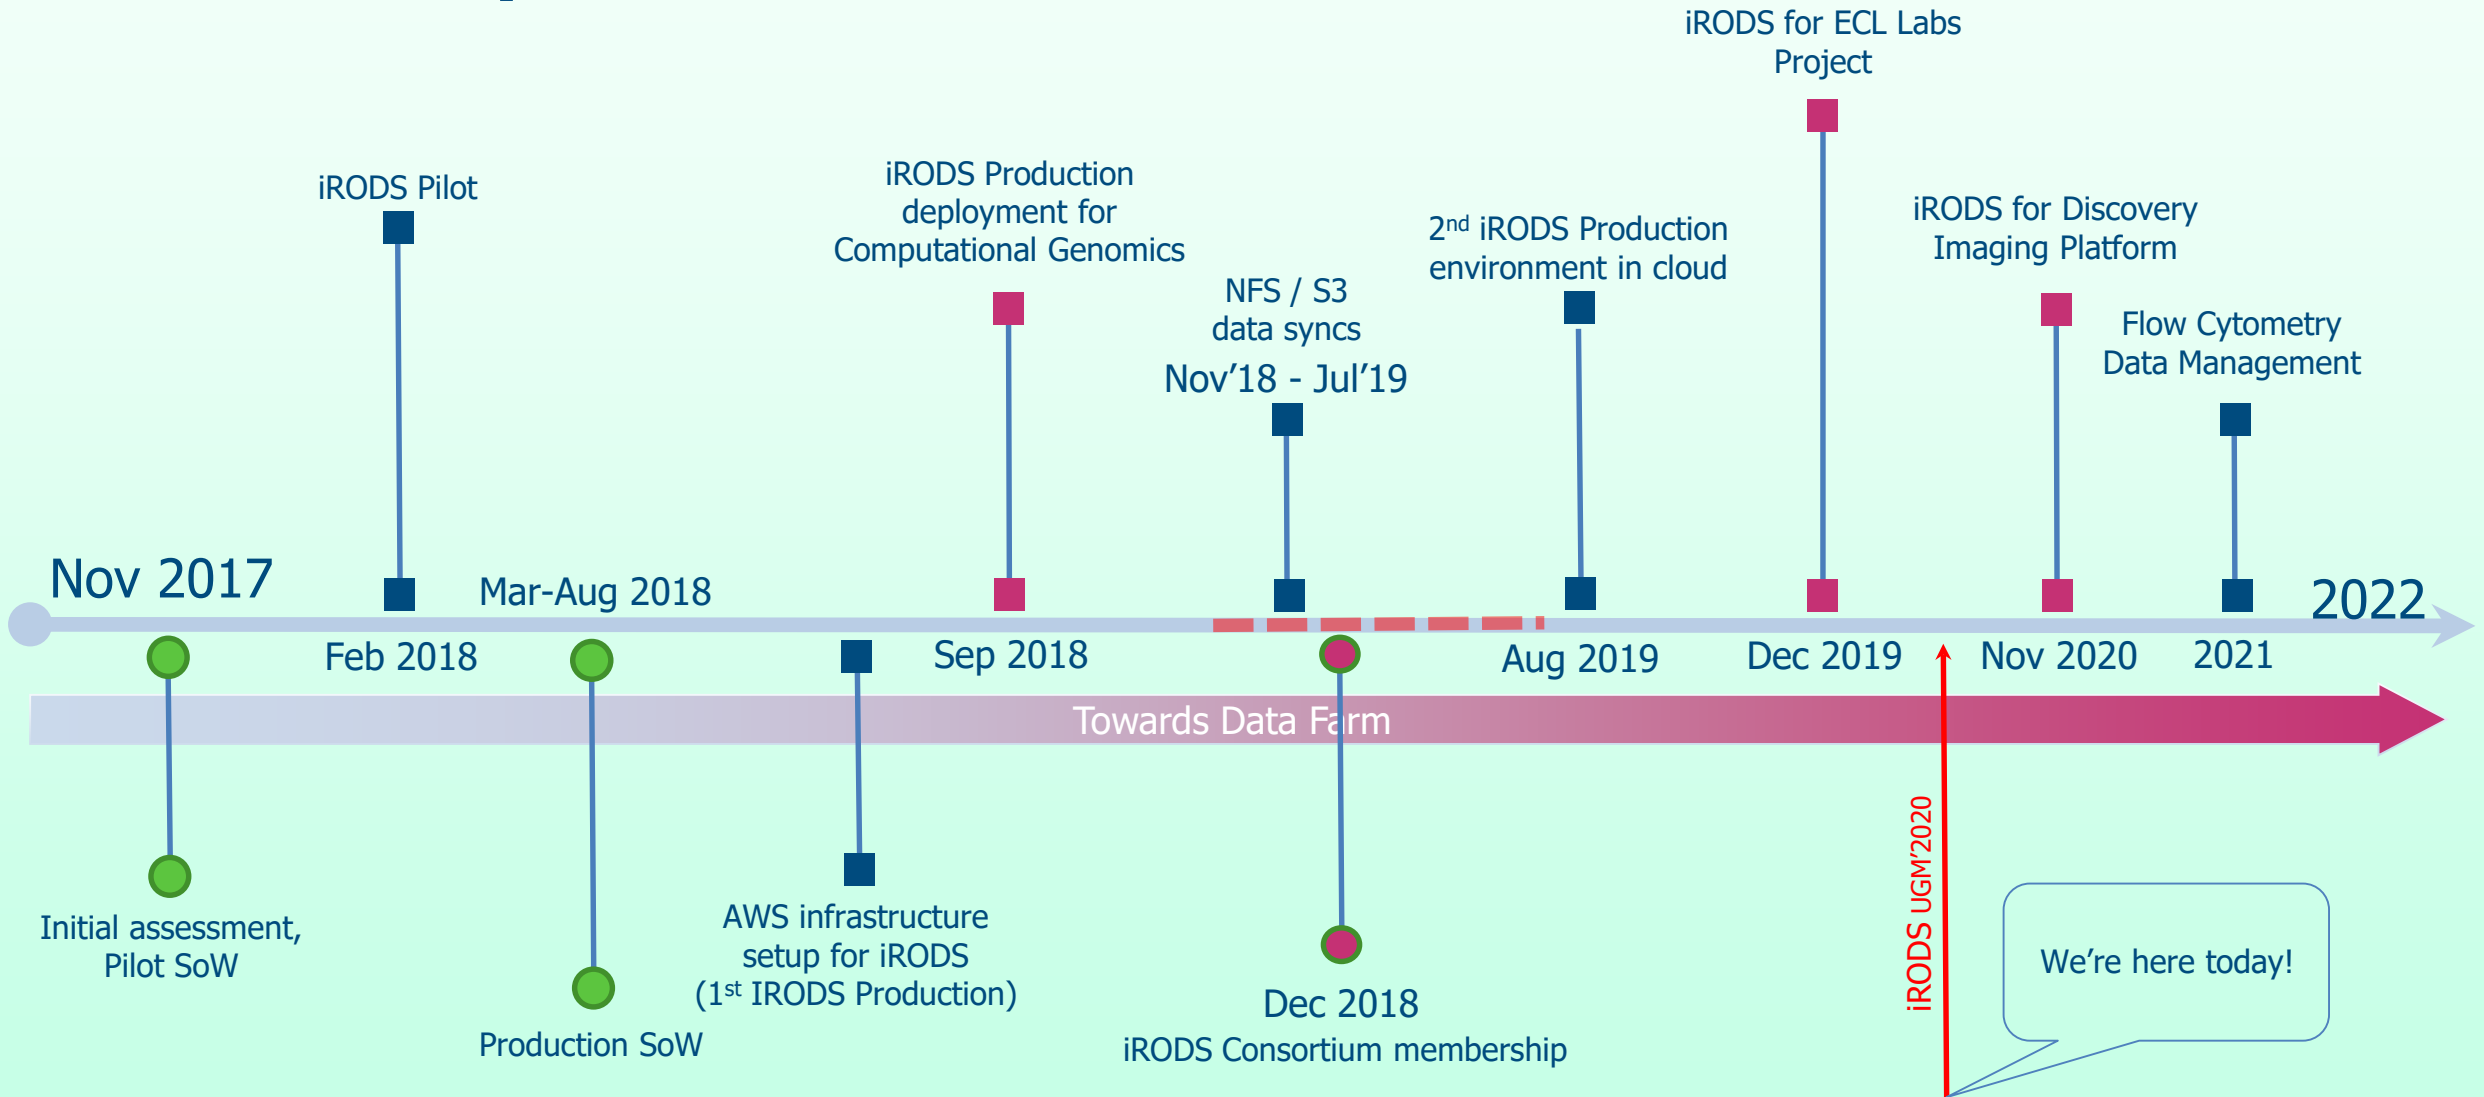 iRODS for ECL Labs
Project
iRODS Pilot
iRODS Production
deployment for
Computational Genomics
NFS / S3
data syncs
Nov’18 - Jul’19
2nd iRODS Production
environment in cloud
iRODS for Discovery
Imaging Platform
Flow Cytometry
Data Management
Nov 2017
Mar-Aug 2018
2022
Feb 2018
Sep 2018
Aug 2019
Dec 2019
Nov 2020
2021
Towards Data Farm
iRODS UGM’2020
Initial assessment,
Pilot SoW
Production SoW
AWS infrastructure
setup for iRODS
(1st IRODS Production)
Dec 2018
iRODS Consortium membership
We’re here today!